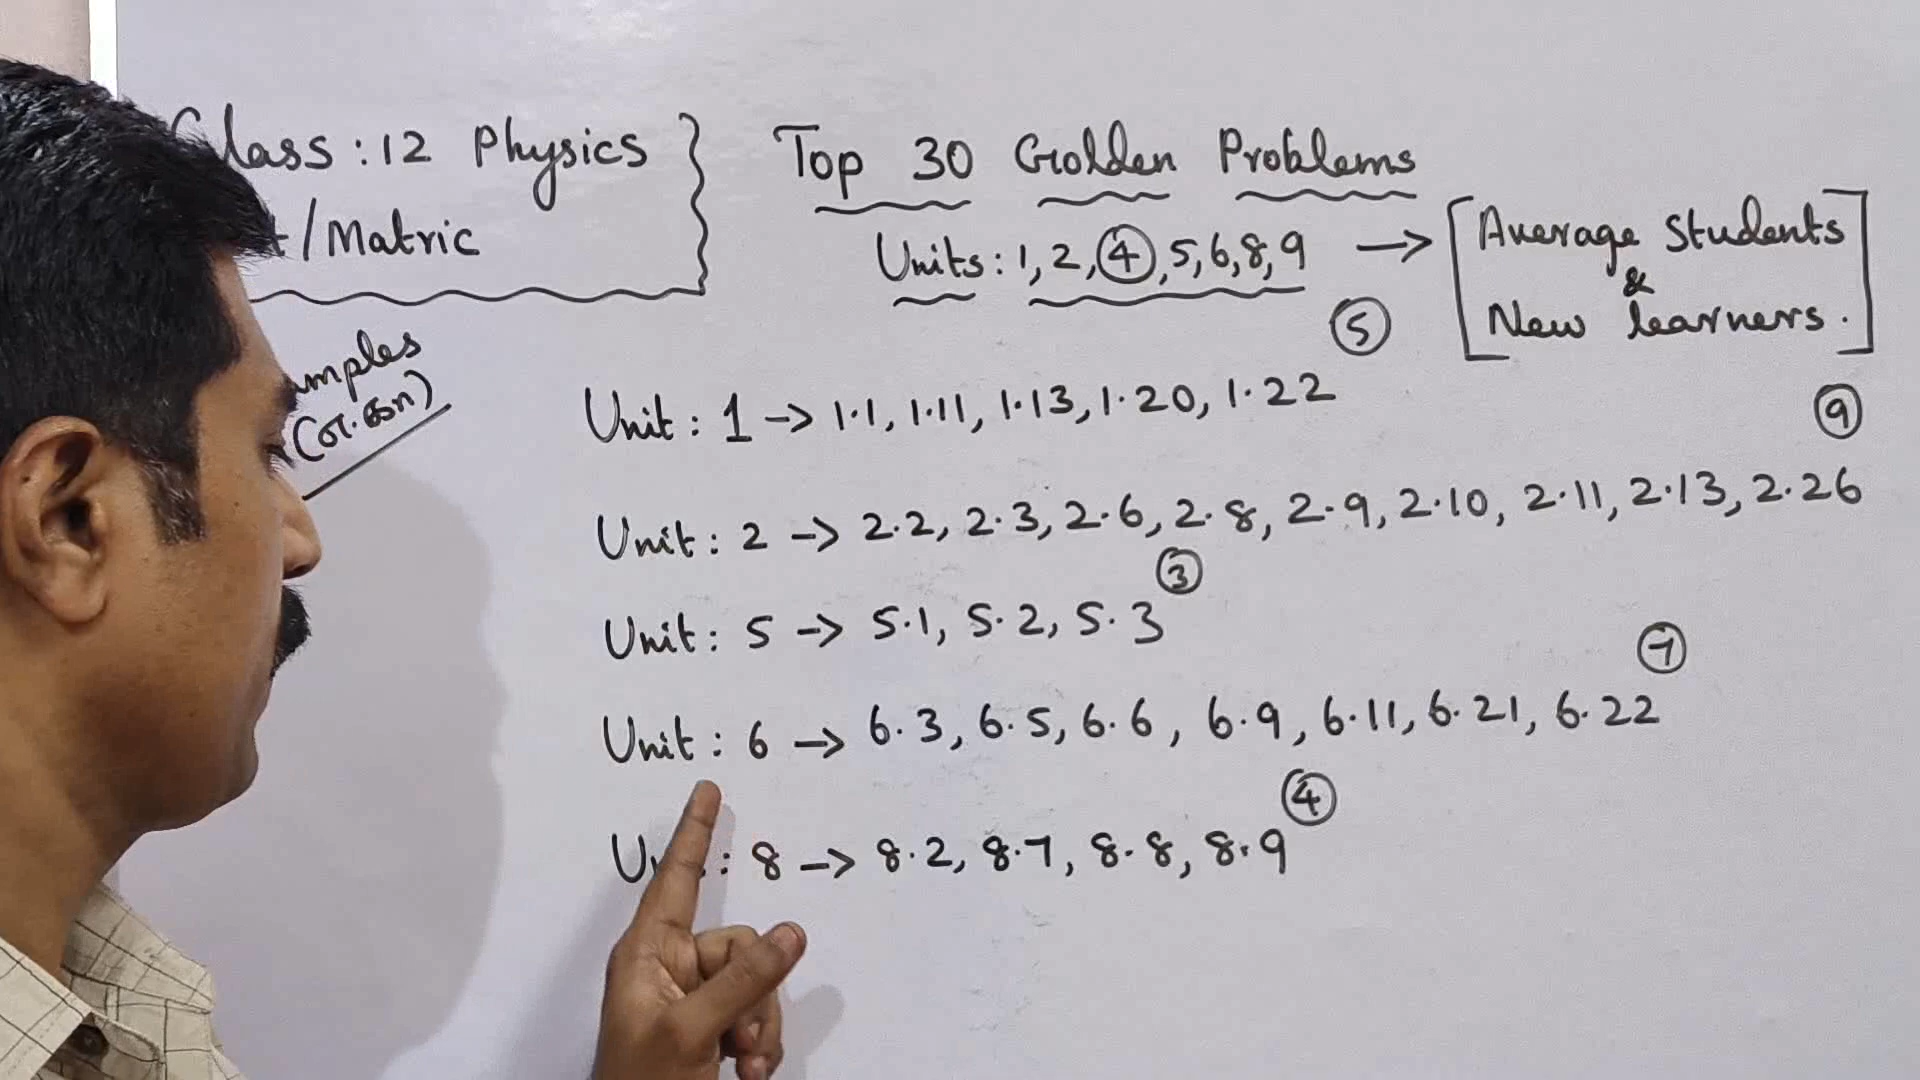 Class : 12 Physics
/Matric
Top 30 Golden Problems
Units : 1, 2, 4, 5, 6, 8, 9 → [Average Students
&
New learners.]
mples
(எ.கா)
5
Unit : 1 → 1.1, 1.11, 1.13, 1.20, 1.22
9
Unit : 2 → 2.2, 2.3, 2.6, 2.8, 2.9, 2.10, 2.11, 2.13, 2.26
3
Unit : 5 → 5.1, 5.2, 5.3
7
Unit : 6 → 6.3, 6.5, 6.6, 6.9, 6.11, 6.21, 6.22
4
: 8 → 8.2, 8.7, 8.8, 8.9